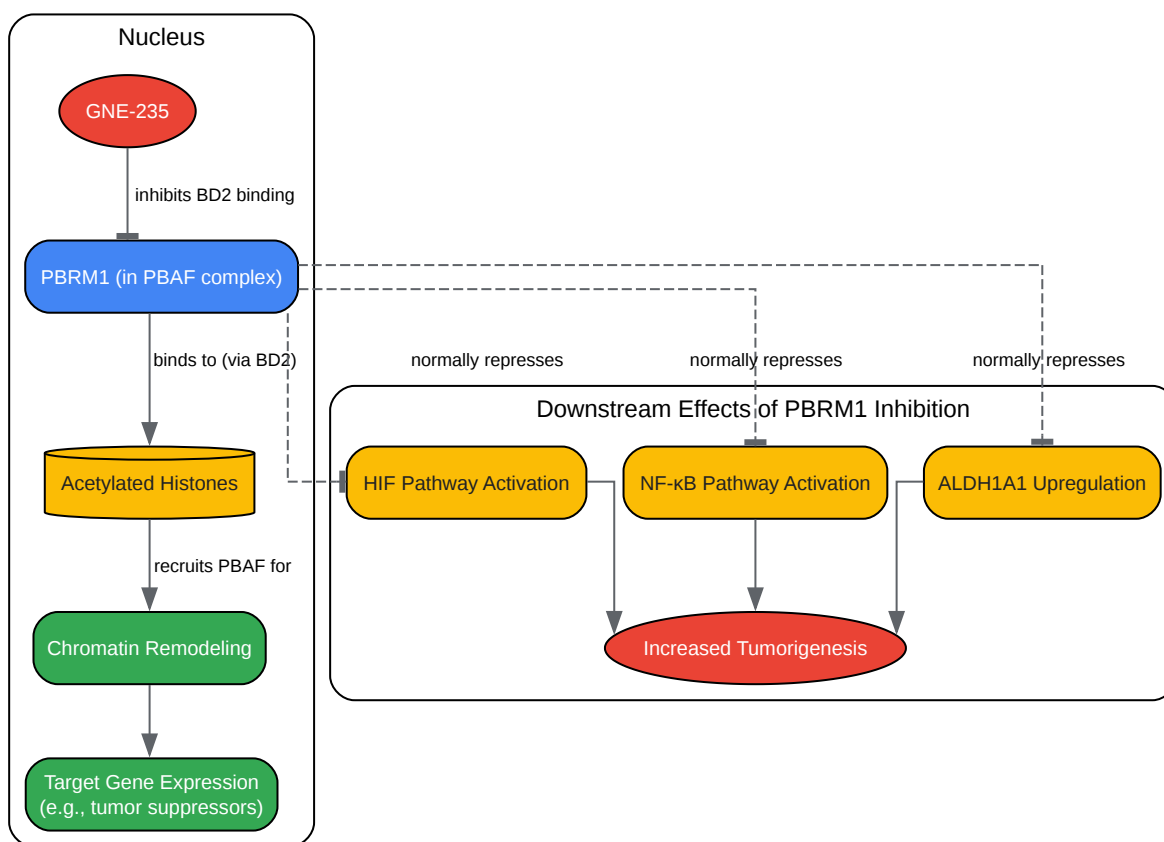 Nucleus
GNE-235
inhibits BD2 binding
PBRM1 (in PBAF complex)
binds to (via BD2)
normally represses
normally represses
normally represses
Downstream Effects of PBRM1 Inhibition
Acetylated Histones
HIF Pathway Activation
NF-κB Pathway Activation
ALDH1A1 Upregulation
recruits PBAF for
Chromatin Remodeling
Increased Tumorigenesis
Target Gene Expression
(e.g., tumor suppressors)